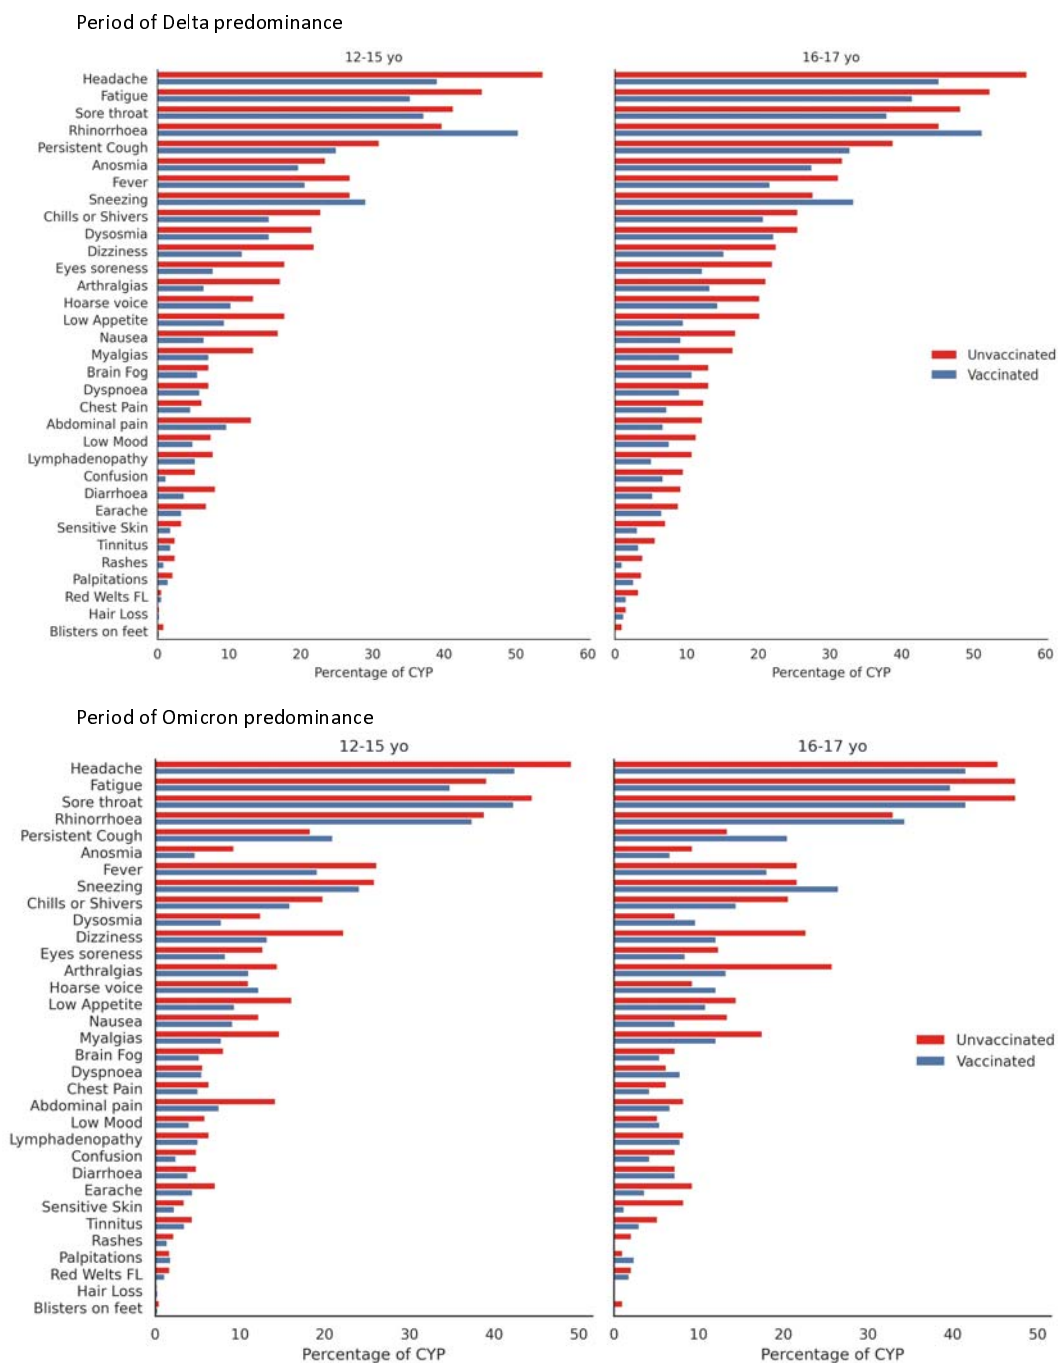 Period of Delta predominance
12-15 yo
16-17 yo
Headache
Fatigue
Sore throat
Rhinorrhoea
Persistent Cough
Anosmia
Fever
Sneezing
Chills or Shivers
Dysosmia
Dizziness
Eyes soreness
Arthralgias
Hoarse voice
Low Appetite
Nausea
Myalgias
Brain Fog
Dyspnoea
Chest Pain
Abdominal pain
Low Mood
Lymphadenopathy
Confusion
Diarrhoea
Earache
Sensitive Skin
Tinnitus
Rashes
Palpitations
Red Welts FL
Hair Loss
Blisters on feet
Unvaccinated
Vaccinated
0 10 20 30 40 50 60
0 10 20 30 40 50 60
Percentage of CYP
Percentage of CYP
Period of Omicron predominance
12-15 yo
16-17 yo
Headache
Fatigue
Sore throat
Rhinorrhoea
Persistent Cough
Anosmia
Fever
Sneezing
Chills or Shivers
Dysosmia
Dizziness
Eyes soreness
Arthralgias
Hoarse voice
Low Appetite
Nausea
Myalgias
Brain Fog
Dyspnoea
Chest Pain
Abdominal pain
Low Mood
Lymphadenopathy
Confusion
Diarrhoea
Earache
Sensitive Skin
Tinnitus
Rashes
Palpitations
Red Welts FL
Hair Loss
Blisters on feet
Unvaccinated
Vaccinated
0 10 20 30 40 50
0 10 20 30 40 50
Percentage of CYP
Percentage of CYP